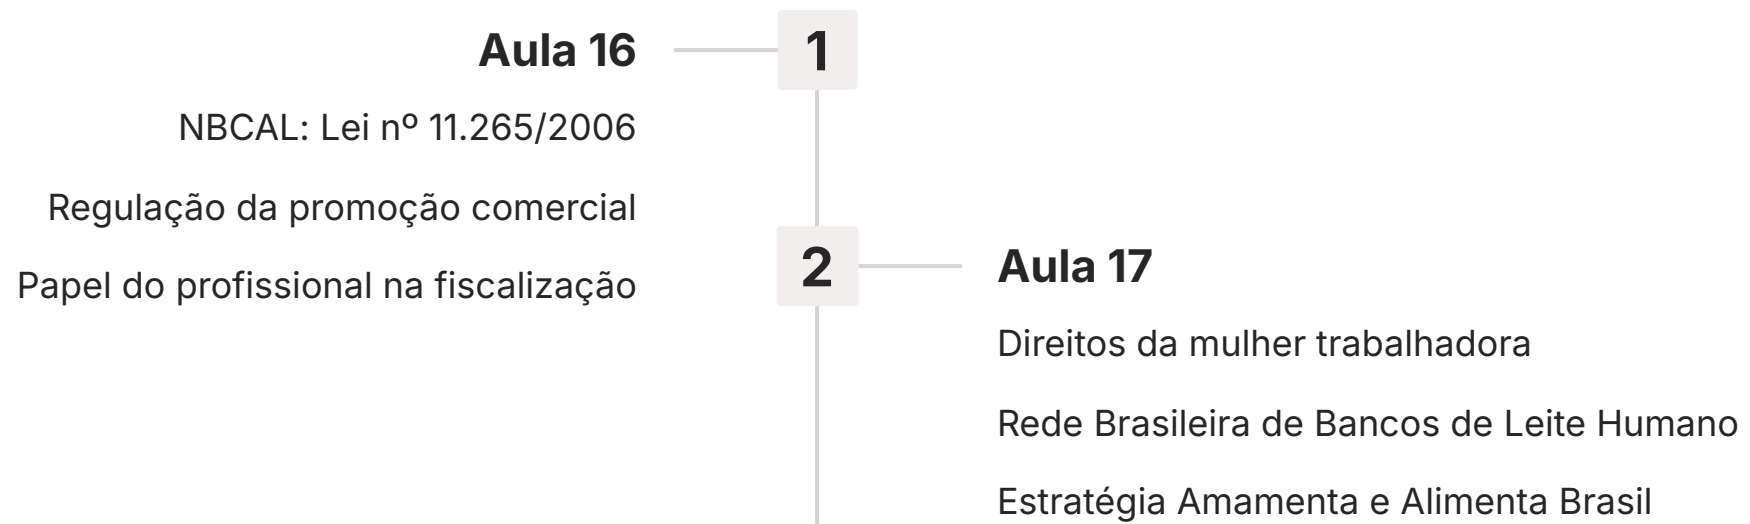 Aula 16
1
NBCAL: Lei nº 11.265/2006
Regulação da promoção comercial
Papel do profissional na fiscalização
2
Aula 17
Direitos da mulher trabalhadora
Rede Brasileira de Bancos de Leite Humano
Estratégia Amamenta e Alimenta Brasil